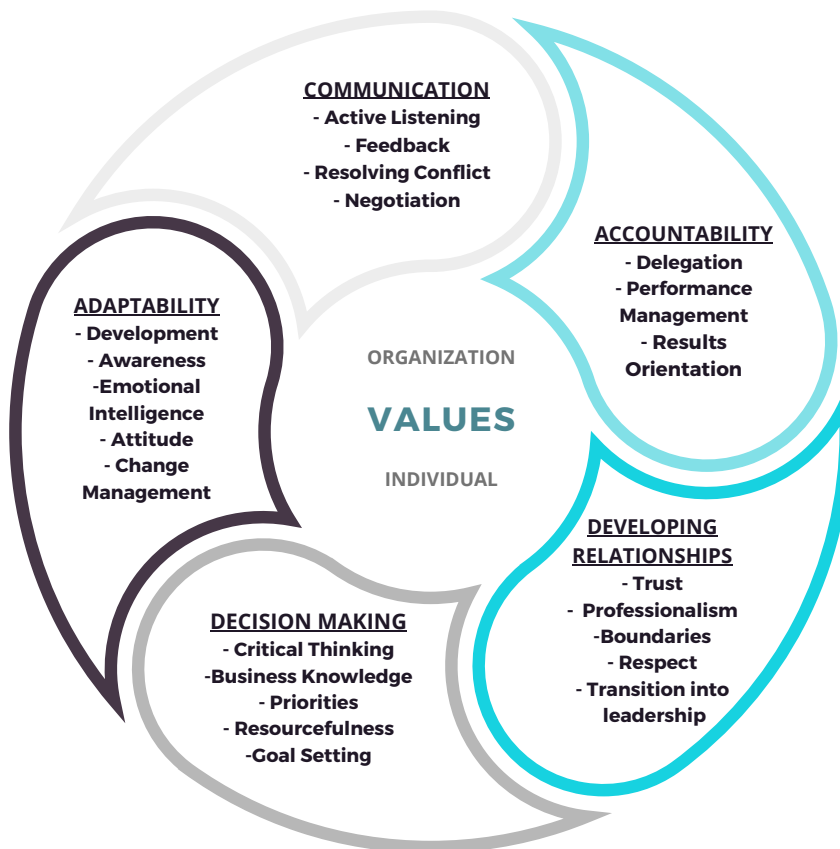 COMMUNICATION
- Active Listening
- Feedback
- Resolving Conflict
- Negotiation
ACCOUNTABILITY
- Delegation
- Performance
Management
- Results
Orientation
DEVELOPING
RELATIONSHIPS
- Trust
- Professionalism
-Boundaries
- Respect
- Transition into
leadership
DECISION MAKING
- Critical Thinking
-Business Knowledge
- Priorities
- Resourcefulness
-Goal Setting
ADAPTABILITY
- Development
- Awareness
-Emotional
Intelligence
- Attitude
- Change
Management
ORGANIZATION
VALUES
INDIVIDUAL